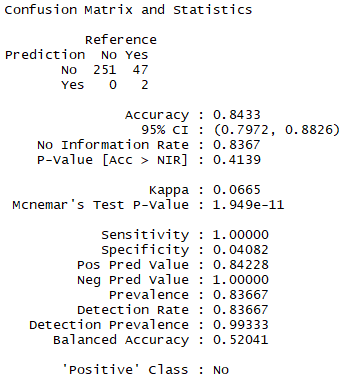 Confusion Matrix and Statistics
Reference
Prediction No Yes
No 251 47
Yes 0 2
Accuracy : 0.8433
95% CI : (0.7972, 0.8826)
No Information Rate : 0.8367
P-Value [Acc > NIR] : 0.4139
Kappa : 0.0665
Mcnemar's Test P-Value : 1.949e-11
Sensitivity : 1.00000
Specificity : 0.04082
Pos Pred Value : 0.84228
Neg Pred Value : 1.00000
Prevalence : 0.83667
Detection Rate : 0.83667
Detection Prevalence : 0.99333
Balanced Accuracy : 0.52041
'Positive' Class : No